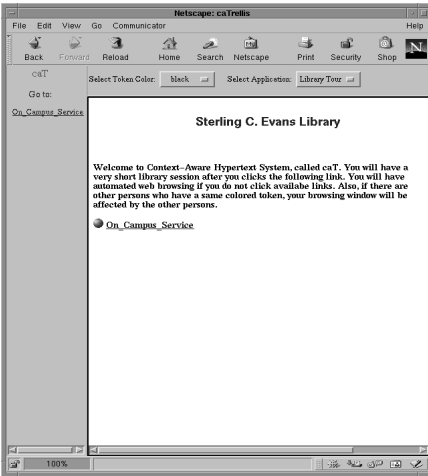 Netscape: caTrellis
File Edit View Go Communicator Help
Back Forward Reload Home Search Netscape Print Security Shop N
caT
Go to:
On_Campus_Service
Select Token Color: black Select Application: Library Tour
Sterling C. Evans Library
Welcome to Context-Aware Hypertext System, called caT. You will have a
very short library session after you clicks the following link. You will have
automated web browsing if you do not click availabe links. Also, if there are
other persons who have a same colored token, your browsing window will be
affected by the other persons.
On_Campus_Service
100%